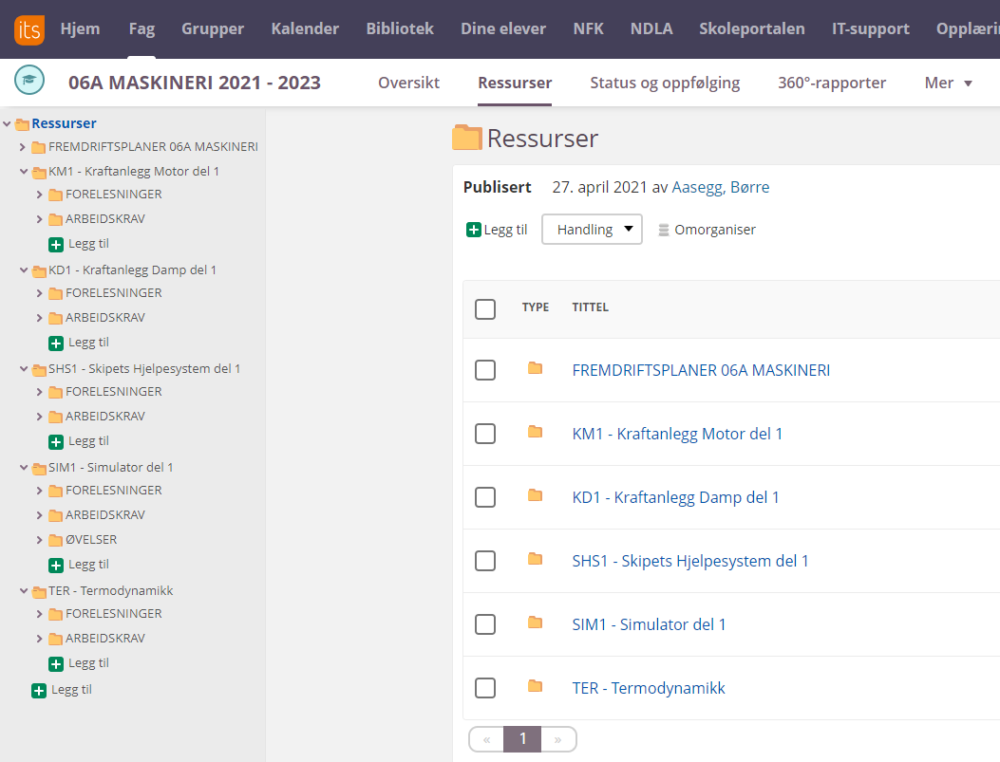 its Hjem Fag Grupper Kalender Bibliotek Dine elever NFK NDLA Skoleportalen IT-support Opplæri
06A MASKINERI 2021 - 2023 Oversikt Ressurser Status og oppfølging 360°-rapporter Mer
Ressurser
FREMDRIFTSPLANER 06A MASKINERI
KM1 - Kraftanlegg Motor del 1
FORELESNINGER
ARBEIDSKRAV
Legg til
KD1 - Kraftanlegg Damp del 1
FORELESNINGER
ARBEIDSKRAV
Legg til
SHS1 - Skipets Hjelpesystem del 1
FORELESNINGER
ARBEIDSKRAV
Legg til
SIM1 - Simulator del 1
FORELESNINGER
ARBEIDSKRAV
ØVELSER
Legg til
TER - Termodynamikk
FORELESNINGER
ARBEIDSKRAV
Legg til
Legg til
Ressurser
Publisert 27. april 2021 av Aasegg, Børre
Legg til Handling Omorganiser
TYPE TITTEL
FREMDRIFTSPLANER 06A MASKINERI
KM1 - Kraftanlegg Motor del 1
KD1 - Kraftanlegg Damp del 1
SHS1 - Skipets Hjelpesystem del 1
SIM1 - Simulator del 1
TER - Termodynamikk
« 1 »